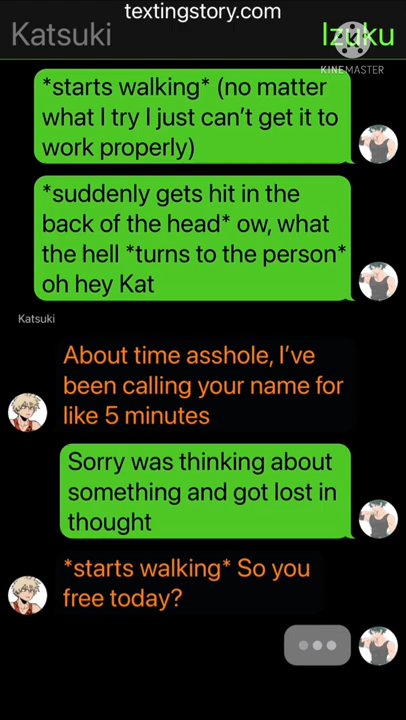 textingstory.com
Katsuki
Izuku
KINEMASTER
*starts walking* (no matter
what I try I just can't get it to
work properly)
*suddenly gets hit in the
back of the head* ow, what
the hell *turns to the person*
oh hey Kat
Katsuki
About time asshole, I've
been calling your name for
like 5 minutes
Sorry was thinking about
something and got lost in
thought
*starts walking* So you
free today?